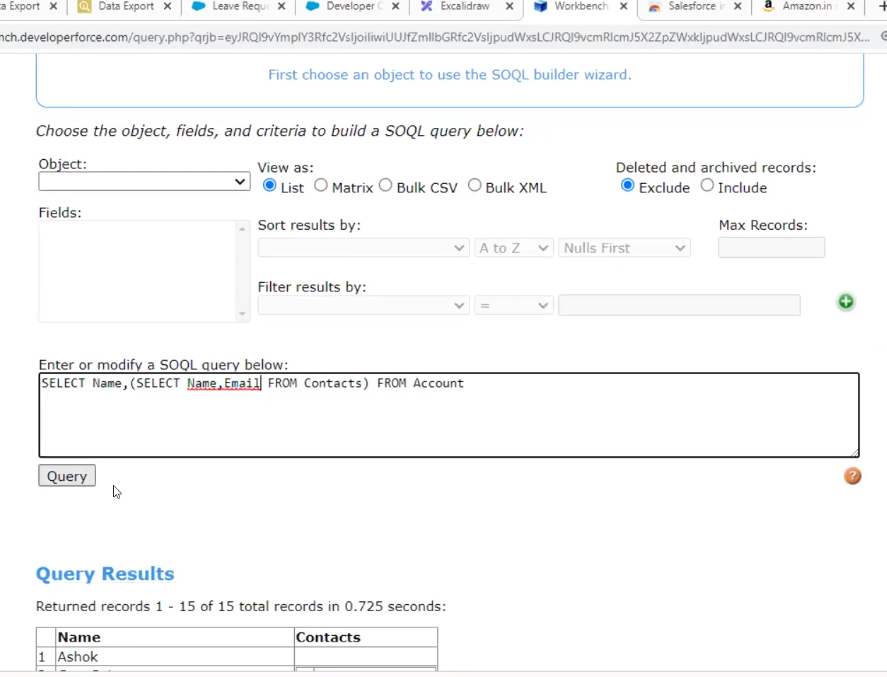 a Export × Data Export × Leave Requ × Developer C × Excalidraw × Workbench × Salesforce i × Amazon.in ×
nch.developerforce.com/query.php?
First choose an object to use the SOQL builder wizard.
Choose the object, fields, and criteria to build a SOQL query below:
Object: View as: Deleted and archived records:
List Matrix Bulk CSV Bulk XML Exclude Include
Fields: Sort results by: Max Records:
A to Z Nulls First
Filter results by:
=
Enter or modify a SOQL query below:
SELECT Name,(SELECT Name,Email FROM Contacts) FROM Account
Query ?
Query Results
Returned records 1 - 15 of 15 total records in 0.725 seconds:
Name Contacts
1 Ashok